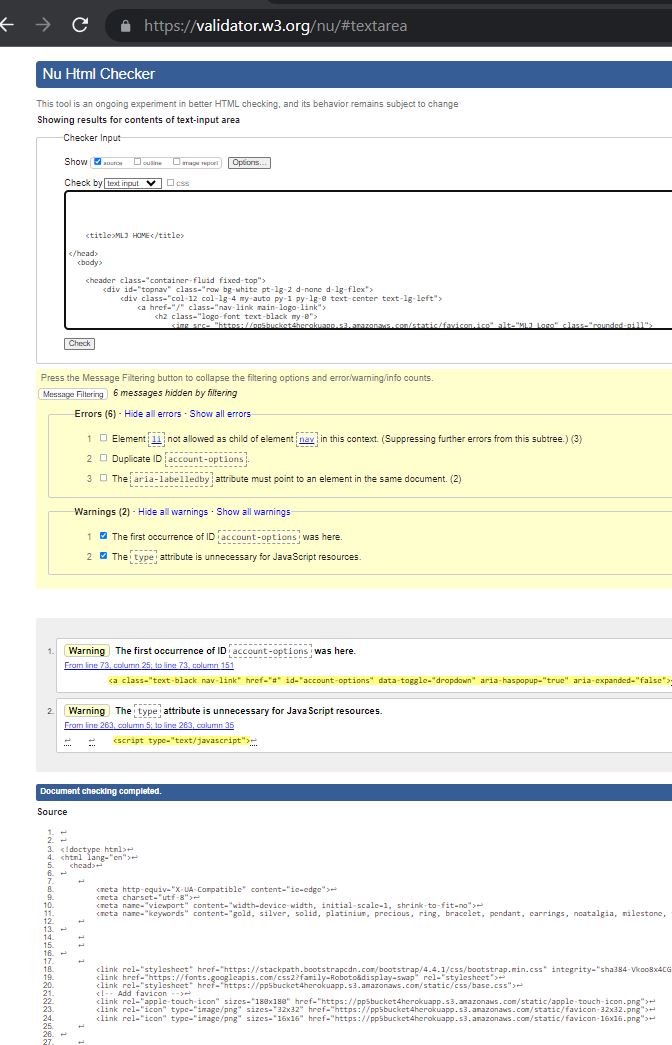 https://validator.w3.org/nu/#textarea
Nu Html Checker
This tool is an ongoing experiment in better HTML checking, and its behavior remains subject to change
Showing results for contents of text-input area
Checker Input
Show source outline image report Options...
Check by text input css
<title>MLJ HOME</title>
</head>
<body>
<header class="container-fluid fixed-top">
<div id="topnav" class="row bg-white pt-lg-2 d-none d-lg-flex">
<div class="col-12 col-lg-4 my-auto py-1 py-lg-0 text-center text-lg-left">
<a href="/" class="nav-link main-logo-link">
<h2 class="logo-font text-black my-0">
<img src= "https://pp5bucket4herokuapp.s3.amazonaws.com/static/favicon.ico" alt="MLJ Logo" class="rounded-pill">
Check
Press the Message Filtering button to collapse the filtering options and error/warning/info counts.
Message Filtering 6 messages hidden by filtering
Errors (6) · Hide all errors · Show all errors
1 Element li not allowed as child of element nav in this context. (Suppressing further errors from this subtree.) (3)
2 Duplicate ID account-options.
3 The aria-labelledby attribute must point to an element in the same document. (2)
Warnings (2) · Hide all warnings · Show all warnings
1 The first occurrence of ID account-options was here.
2 The type attribute is unnecessary for JavaScript resources.
1. Warning The first occurrence of ID account-options was here.
From line 73, column 25; to line 73, column 151
<a class="text-black nav-link" href="#" id="account-options" data-toggle="dropdown" aria-haspopup="true" aria-expanded="false">
2. Warning The type attribute is unnecessary for JavaScript resources.
From line 263, column 5; to line 263, column 35
↩ ↩ <script type="text/javascript">↩
Document checking completed.
Source
1. ↩
2. ↩
3. <!doctype html>↩
4. <html lang="en">↩
5. <head>↩
6. ↩
7. ↩
8. <meta http-equiv="X-UA-Compatible" content="ie=edge">↩
9. <meta charset="utf-8">↩
10. <meta name="viewport" content="width=device-width, initial-scale=1, shrink-to-fit=no">↩
11. <meta name="keywords" content="gold, silver, solid, platinium, precious, ring, bracelet, pendant, earrings, noatalgia, milestone,
12. ↩
13. ↩
14. ↩
15. ↩
16. ↩
17. ↩
18. <link rel="stylesheet" href="https://stackpath.bootstrapcdn.com/bootstrap/4.4.1/css/bootstrap.min.css" integrity="sha384-Vkoo8x4CG
19. <link href="https://fonts.googleapis.com/css2?family=Roboto&display=swap" rel="stylesheet">↩
20. <link rel="stylesheet" href="https://pp5bucket4herokuapp.s3.amazonaws.com/static/css/base.css">↩
21. <!-- Add favicon -->↩
22. <link rel="apple-touch-icon" sizes="180x180" href="https://pp5bucket4herokuapp.s3.amazonaws.com/static/apple-touch-icon.png">↩
23. <link rel="icon" type="image/png" sizes="32x32" href="https://pp5bucket4herokuapp.s3.amazonaws.com/static/favicon-32x32.png">↩
24. <link rel="icon" type="image/png" sizes="16x16" href="https://pp5bucket4herokuapp.s3.amazonaws.com/static/favicon-16x16.png">↩
25. ↩
26. ↩
27. ↩